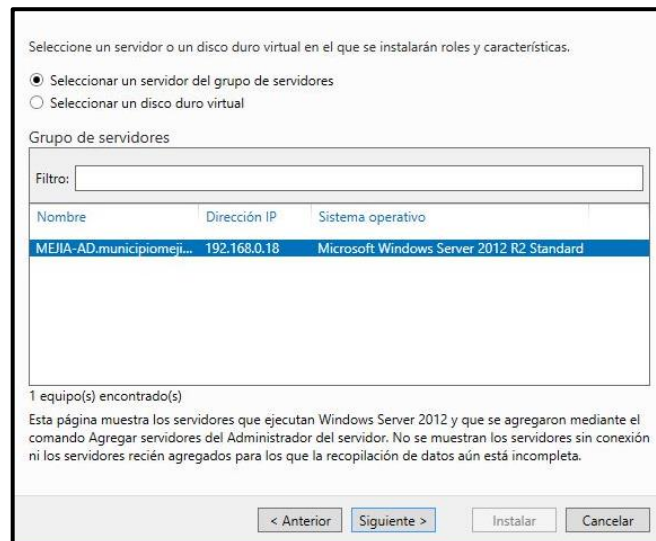 Seleccione un servidor o un disco duro virtual en el que se instalarán roles y características.
Seleccionar un servidor del grupo de servidores
Seleccionar un disco duro virtual
Grupo de servidores
Filtro:
Nombre Dirección IP Sistema operativo
MEJIA-AD.municipiomeji... 192.168.0.18 Microsoft Windows Server 2012 R2 Standard
1 equipo(s) encontrado(s)
Esta página muestra los servidores que ejecutan Windows Server 2012 y que se agregaron mediante el
comando Agregar servidores del Administrador del servidor. No se muestran los servidores sin conexión
ni los servidores recién agregados para los que la recopilación de datos aún está incompleta.
< Anterior Siguiente > Instalar Cancelar